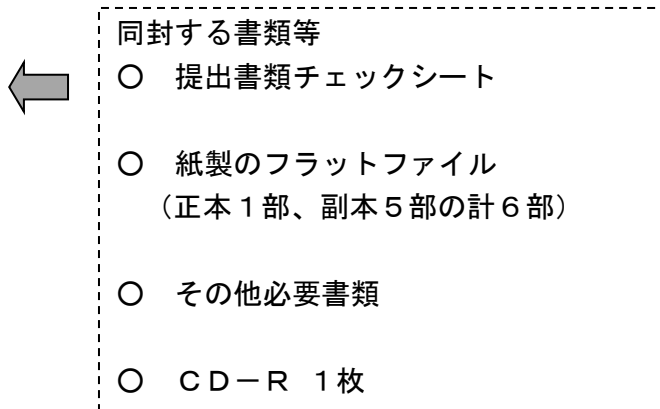 同封する書類等
○　提出書類チェックシート
○　紙製のフラットファイル
（正本１部、副本５部の計６部）
○　その他必要書類
○　ＣＤ－Ｒ １枚